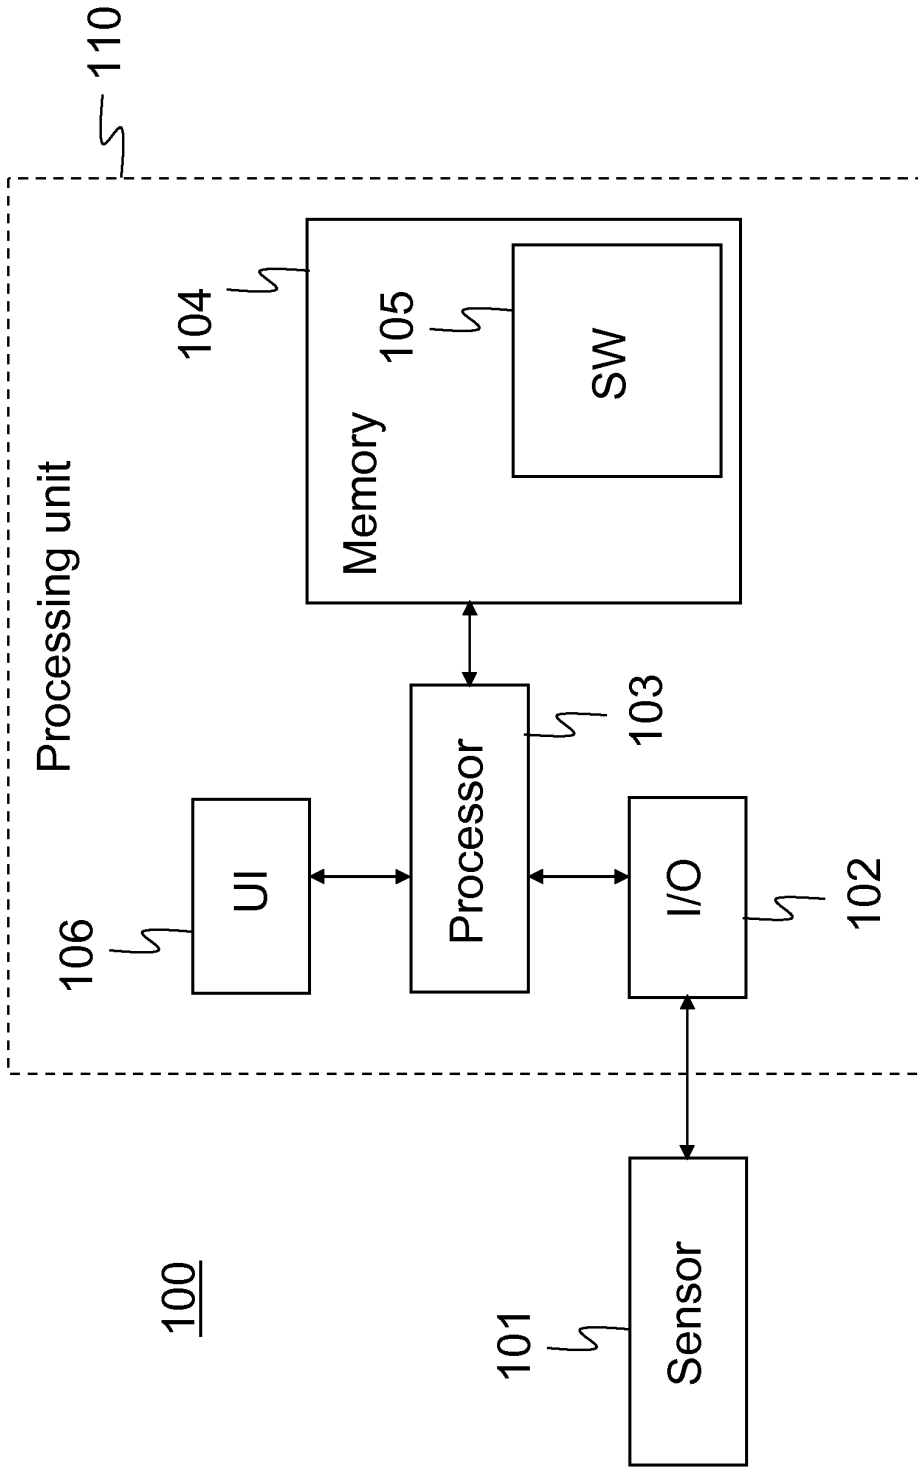 110
Processing unit
104
Memory
105
SW
106
UI
Processor
103
I/O
102
100
101
Sensor